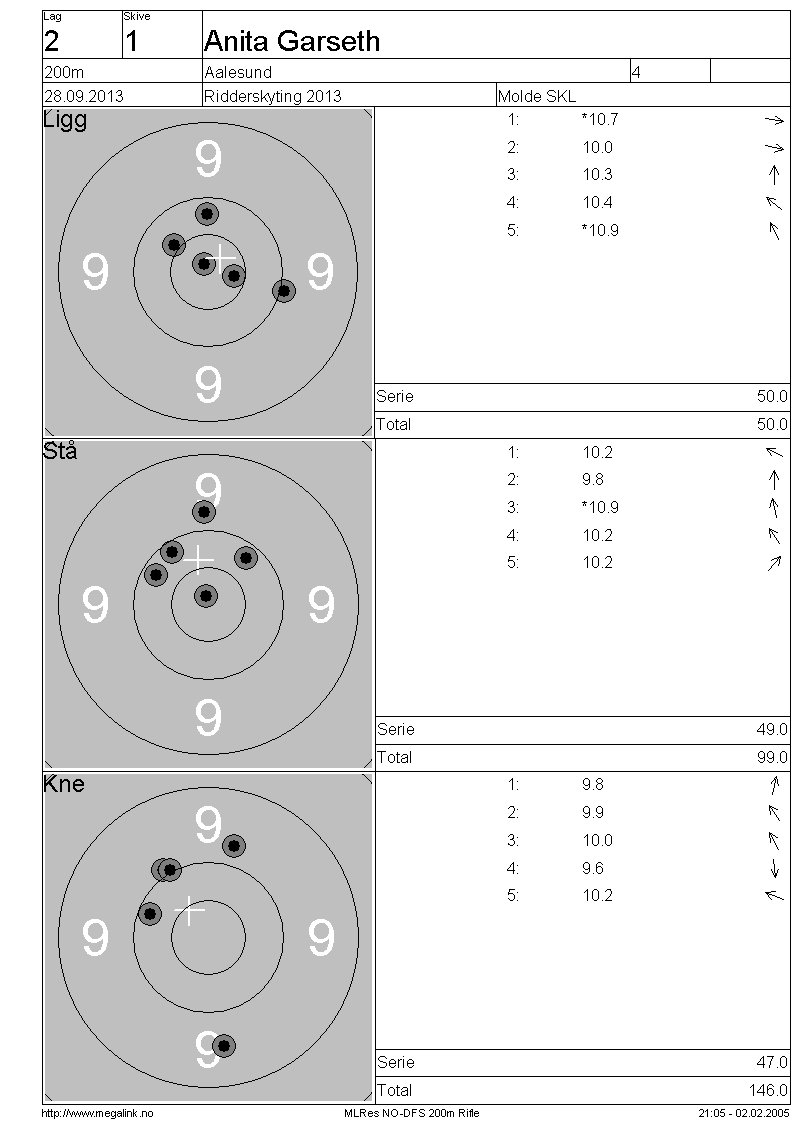 Lag Skive
2 1 Anita Garseth
200m Aalesund 4
28.09.2013 Ridderskyting 2013 Molde SKL
Ligg
9
9 9
9
1: *10.7
2: 10.0
3: 10.3
4: 10.4
5: *10.9
Serie 50.0
Total 50.0
Stå
9
9 9
9
1: 10.2
2: 9.8
3: *10.9
4: 10.2
5: 10.2
Serie 49.0
Total 99.0
Kne
9
9 9
9
1: 9.8
2: 9.9
3: 10.0
4: 9.6
5: 10.2
Serie 47.0
Total 146.0
http://www.megalink.no MLRes NO-DFS 200m Rifle 21:05 - 02.02.2005